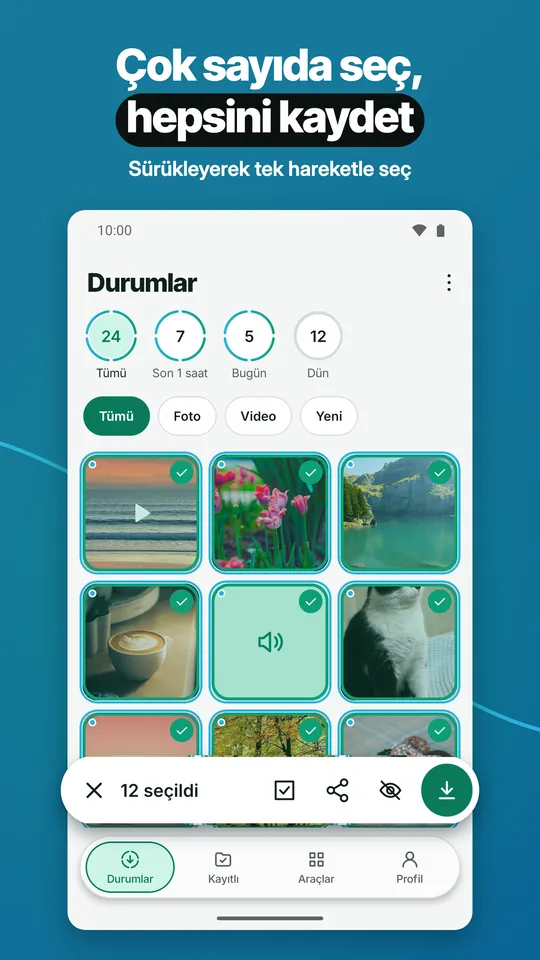 Çok sayıda seç,
hepsini kaydet
Sürükleyerek tek hareketle seç
10:00
Durumlar
24 7 5 12
Tümü Son 1 saat Bugün Dün
Tümü Foto Video Yeni
12 seçildi
Durumlar Kayıtlı Araçlar Profil